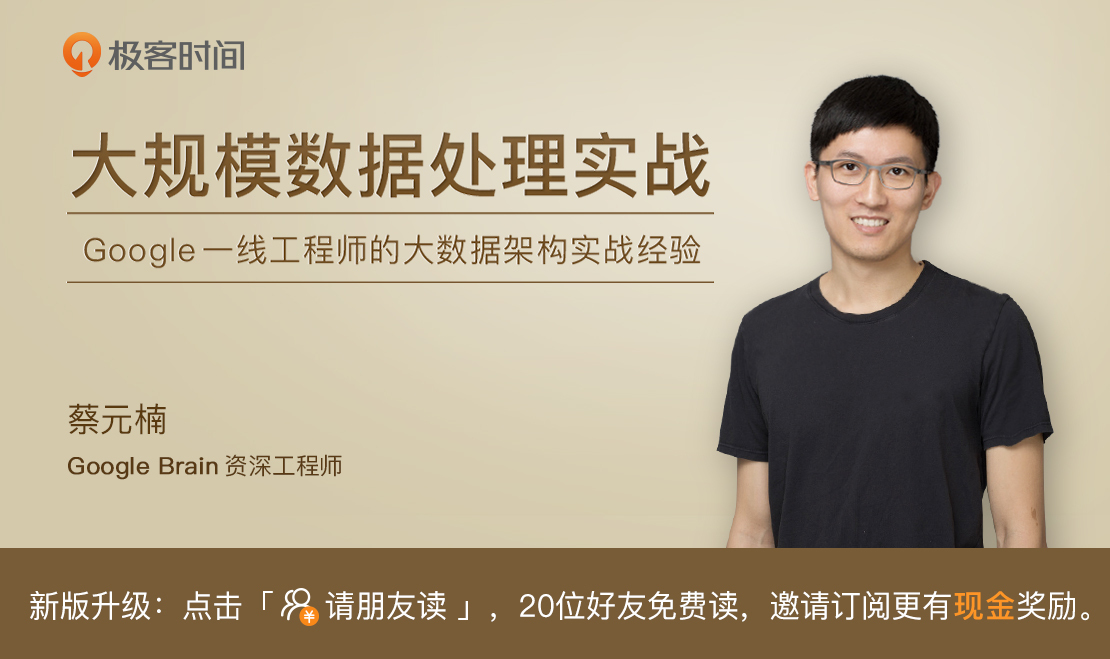 极客时间
大规模数据处理实战
Google 一线工程师的大数据架构实战经验
蔡元楠
Google Brain 资深工程师
新版升级：点击「 ¥ 请朋友读 」，20位好友免费读，邀请订阅更有现金奖励。